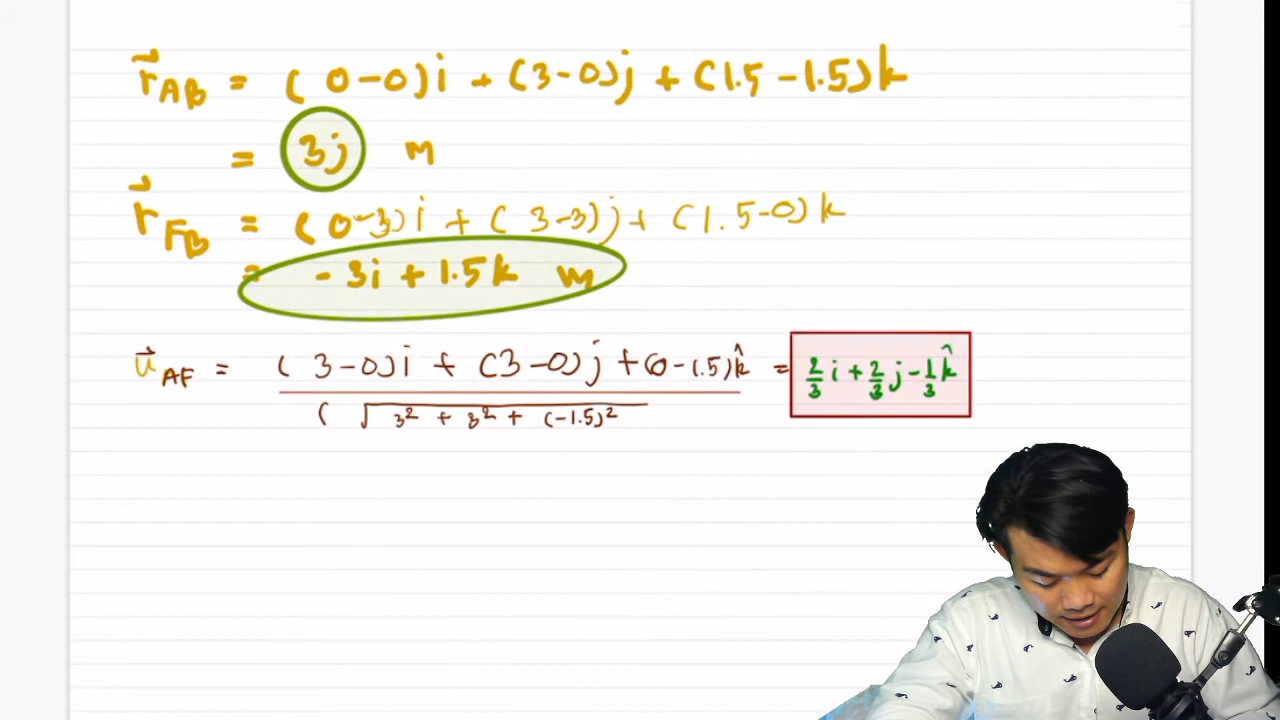 r⃗AB = (0-0)i + (3-0)j + (1.5-1.5)k
= 3j m
r⃗FB = (0-3)i + (3-3)j + (1.5-0)k
= -3i + 1.5k m
u⃗AF = (3-0)i + (3-0)j + (0-1.5)k̂ = 2/3 i + 2/3 j - 1/3 k̂
( √3² + 3² + (-1.5)²